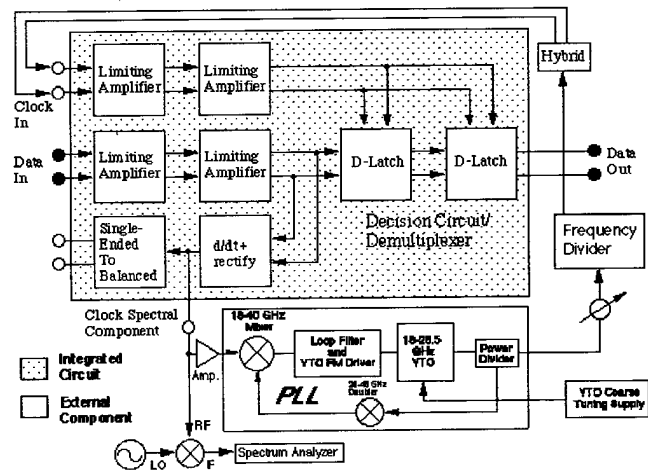 Hybrid
Limiting
Amplifier
Limiting
Amplifier
Clock
In
Data
In
Limiting
Amplifier
Limiting
Amplifier
D-Latch
D-Latch
Data
Out
Single-
Ended
To
Balanced
d/dt+
rectify
Decision Circuit/
Demultiplexer
Frequency
Divider
Clock Spectral
Component
18-40 GHz
Mixer
Loop Filter
and
YTO FM Driver
18-26.5
GHz
YTO
Power
Divider
Amp.
PLL
Doubler
YTO Coarse
Tuning Supply
Integrated
Circuit
External
Component
RF
LO
IF
Spectrum Analyzer